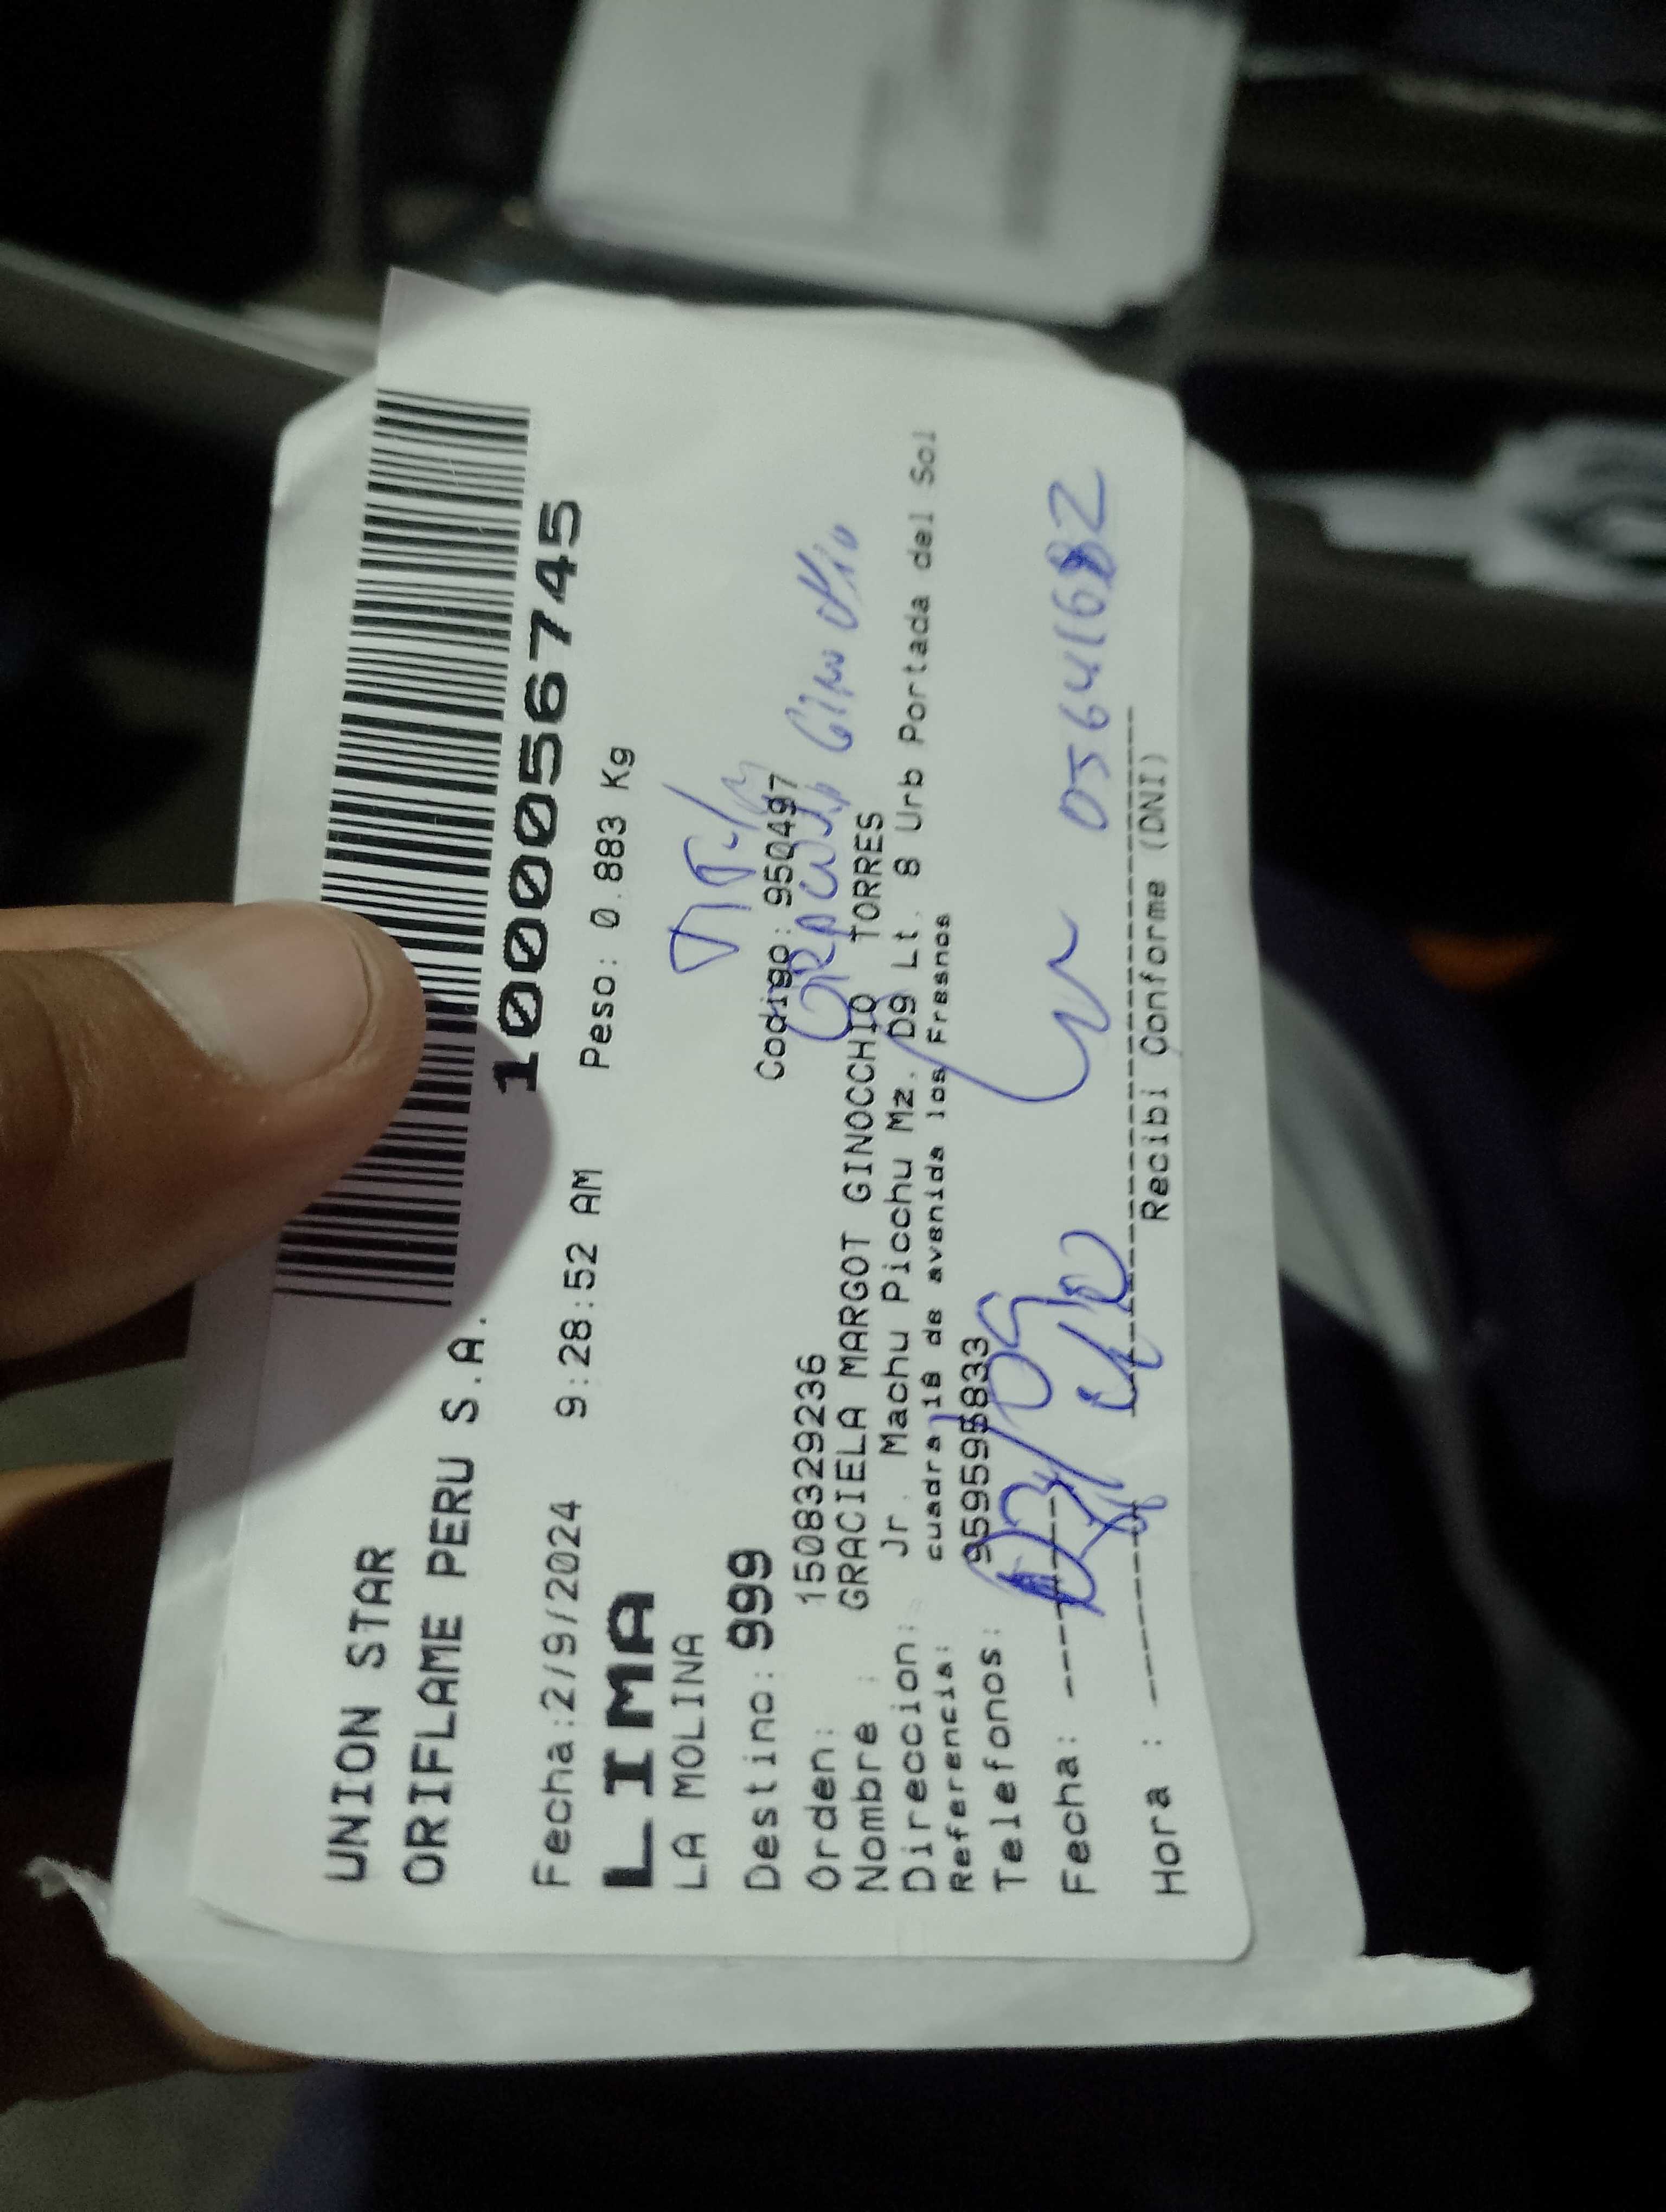 UNION STAR
ORIFLAME PERU S.A.
10000056745
Fecha:2/9/2024 9:28:52 AM Peso: 0.883 Kg
LIMA
LA MOLINA
Destino: 999 Codigo: 950497
Orden: 1508329236
Nombre : GRACIELA MARGOT GINOCCHIO TORRES
Direccion: Jr. Machu Picchu Mz. D9 Lt. 8 Urb Portada del Sol
Referencia: cuadra 18 de avenida los Fresnos
Telefonos: 959595833
Fecha:
Hora :
Recibi Conforme (DNI)